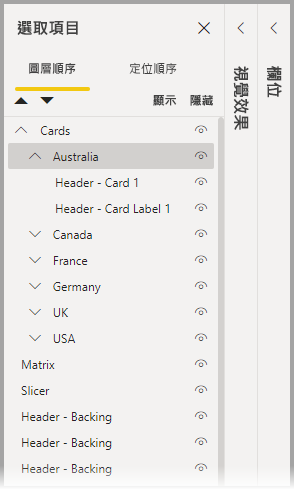 選取項目
圖層順序
定位順序
顯示
隱藏
Cards
Australia
Header - Card 1
Header - Card Label 1
Canada
France
Germany
UK
USA
Matrix
Slicer
Header - Backing
Header - Backing
Header - Backing
視覺效果
欄位